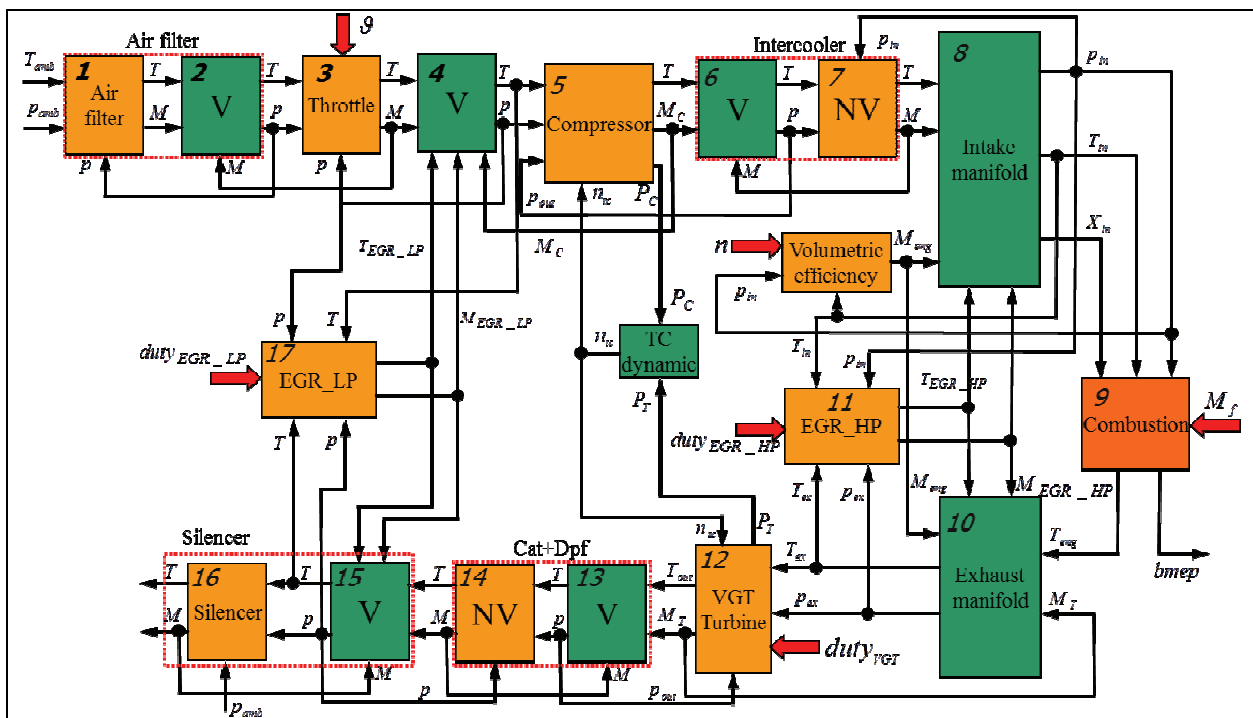 Air filter
ϑ
Intercooler
T_amb
p_amb
1
Air
filter
T
M
p
2
V
T
p
M
3
Throttle
T
M
p
4
V
T
p
5
Compressor
T
M_C
p_out
n_tc
P_C
M_C
6
V
T
p
M
7
NV
p_in
T
M
8
Intake
manifold
p_in
T_in
X_in
n
Volumetric
efficiency
M_eng
p_in
T_EGR_LP
M_EGR_LP
p
T
duty_EGR_LP
17
EGR_LP
T
p
P_C
n_tc
TC
dynamic
P_T
T_in
p_in
T_EGR_HP
11
EGR_HP
duty_EGR_HP
T_ex
p_ex
M_eng
M_EGR_HP
9
Combustion
M_f
T_eng
bmep
Silencer
T
M
16
Silencer
p_amb
T
p
15
V
M
Cat+Dpf
T
M
14
NV
p
T
p
13
V
M
T_out
M_T
p_out
n_tc
P_T
12
VGT
Turbine
T_ex
p_ex
duty_VGT
10
Exhaust
manifold
M_T